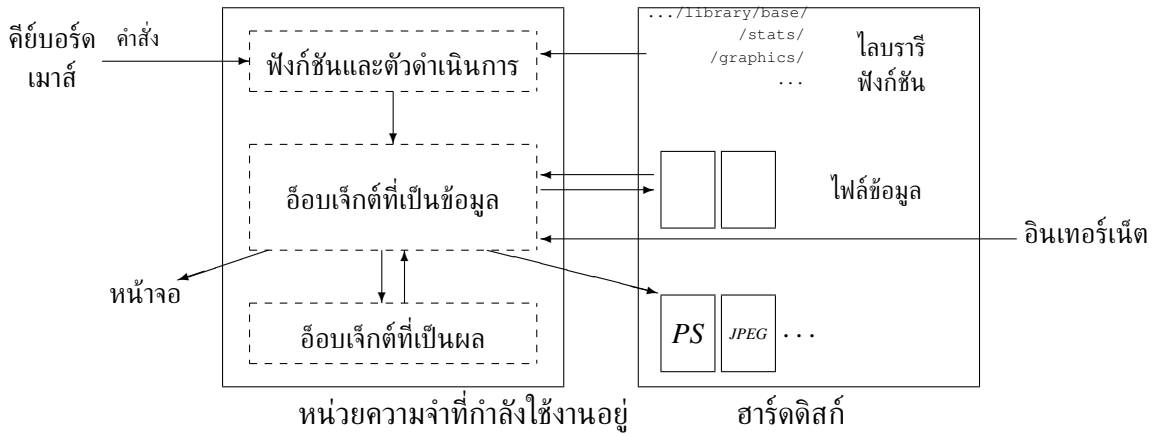 คีย์บอร์ด
เมาส์
คำสั่ง
ฟังก์ชันและตัวดำเนินการ
อ็อบเจ็กต์ที่เป็นข้อมูล
อ็อบเจ็กต์ที่เป็นผล
หน้าจอ
หน่วยความจำที่กำลังใช้งานอยู่
.../library/base/
/stats/
/graphics/
...
ไลบรารี
ฟังก์ชัน
ไฟล์ข้อมูล
อินเทอร์เน็ต
PS JPEG ...
ฮาร์ดดิสก์